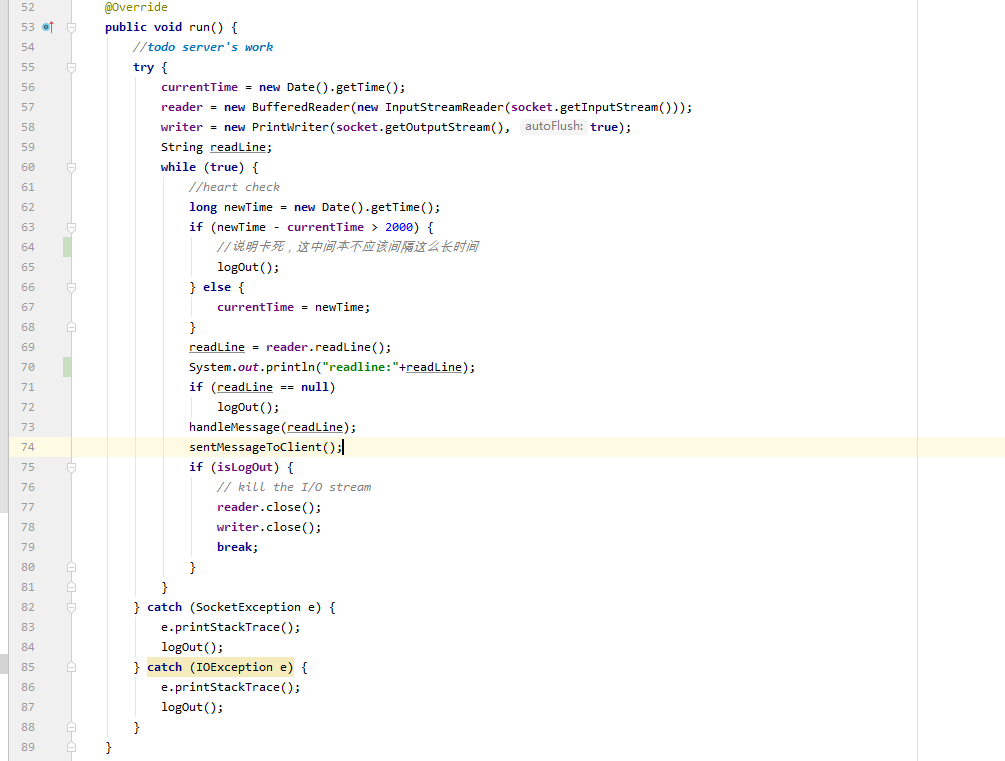 52 @Override
53 public void run() {
54 //todo server's work
55 try {
56 currentTime = new Date().getTime();
57 reader = new BufferedReader(new InputStreamReader(socket.getInputStream()));
58 writer = new PrintWriter(socket.getOutputStream(), autoFlush: true);
59 String readLine;
60 while (true) {
61 //heart check
62 long newTime = new Date().getTime();
63 if (newTime - currentTime > 2000) {
64 //说明卡死，这中间本不应该间隔这么长时间
65 logOut();
66 } else {
67 currentTime = newTime;
68 }
69 readLine = reader.readLine();
70 System.out.println("readline:"+readLine);
71 if (readLine == null)
72 logOut();
73 handleMessage(readLine);
74 sentMessageToClient();
75 if (isLogOut) {
76 // kill the I/O stream
77 reader.close();
78 writer.close();
79 break;
80 }
81 }
82 } catch (SocketException e) {
83 e.printStackTrace();
84 logOut();
85 } catch (IOException e) {
86 e.printStackTrace();
87 logOut();
88 }
89 }